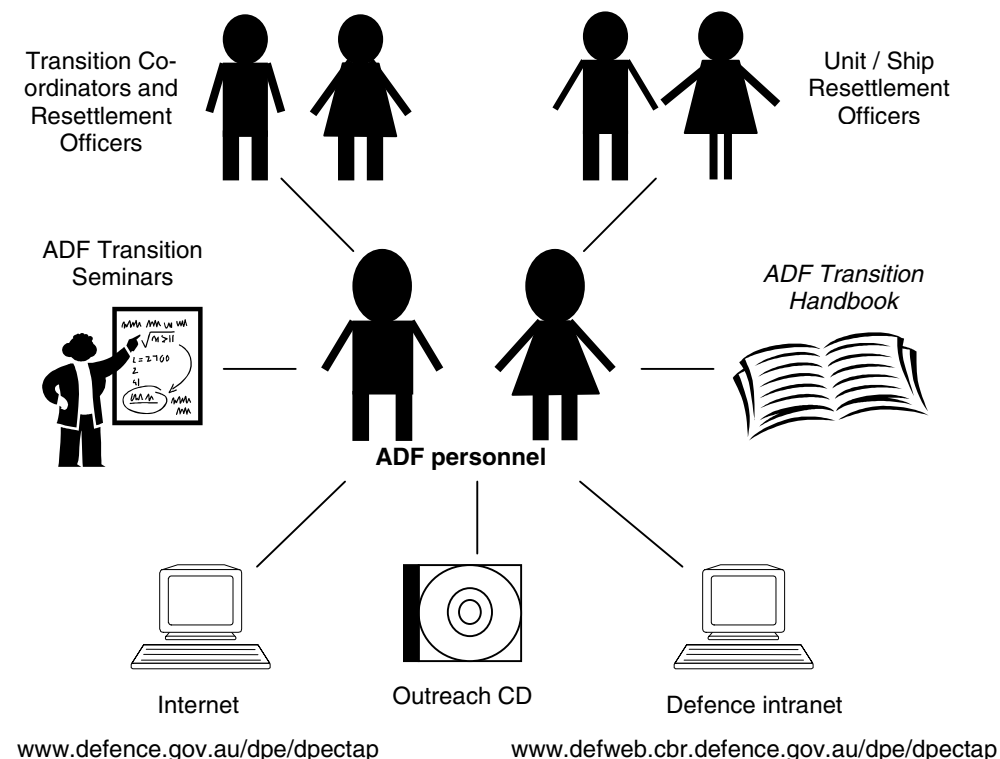 Transition Co-
ordinators and
Resettlement
Officers
Unit / Ship
Resettlement
Officers
ADF Transition
Seminars
ADF Transition
Handbook
ADF personnel
Internet
Outreach CD
Defence intranet
www.defence.gov.au/dpe/dpectap
www.defweb.cbr.defence.gov.au/dpe/dpectap